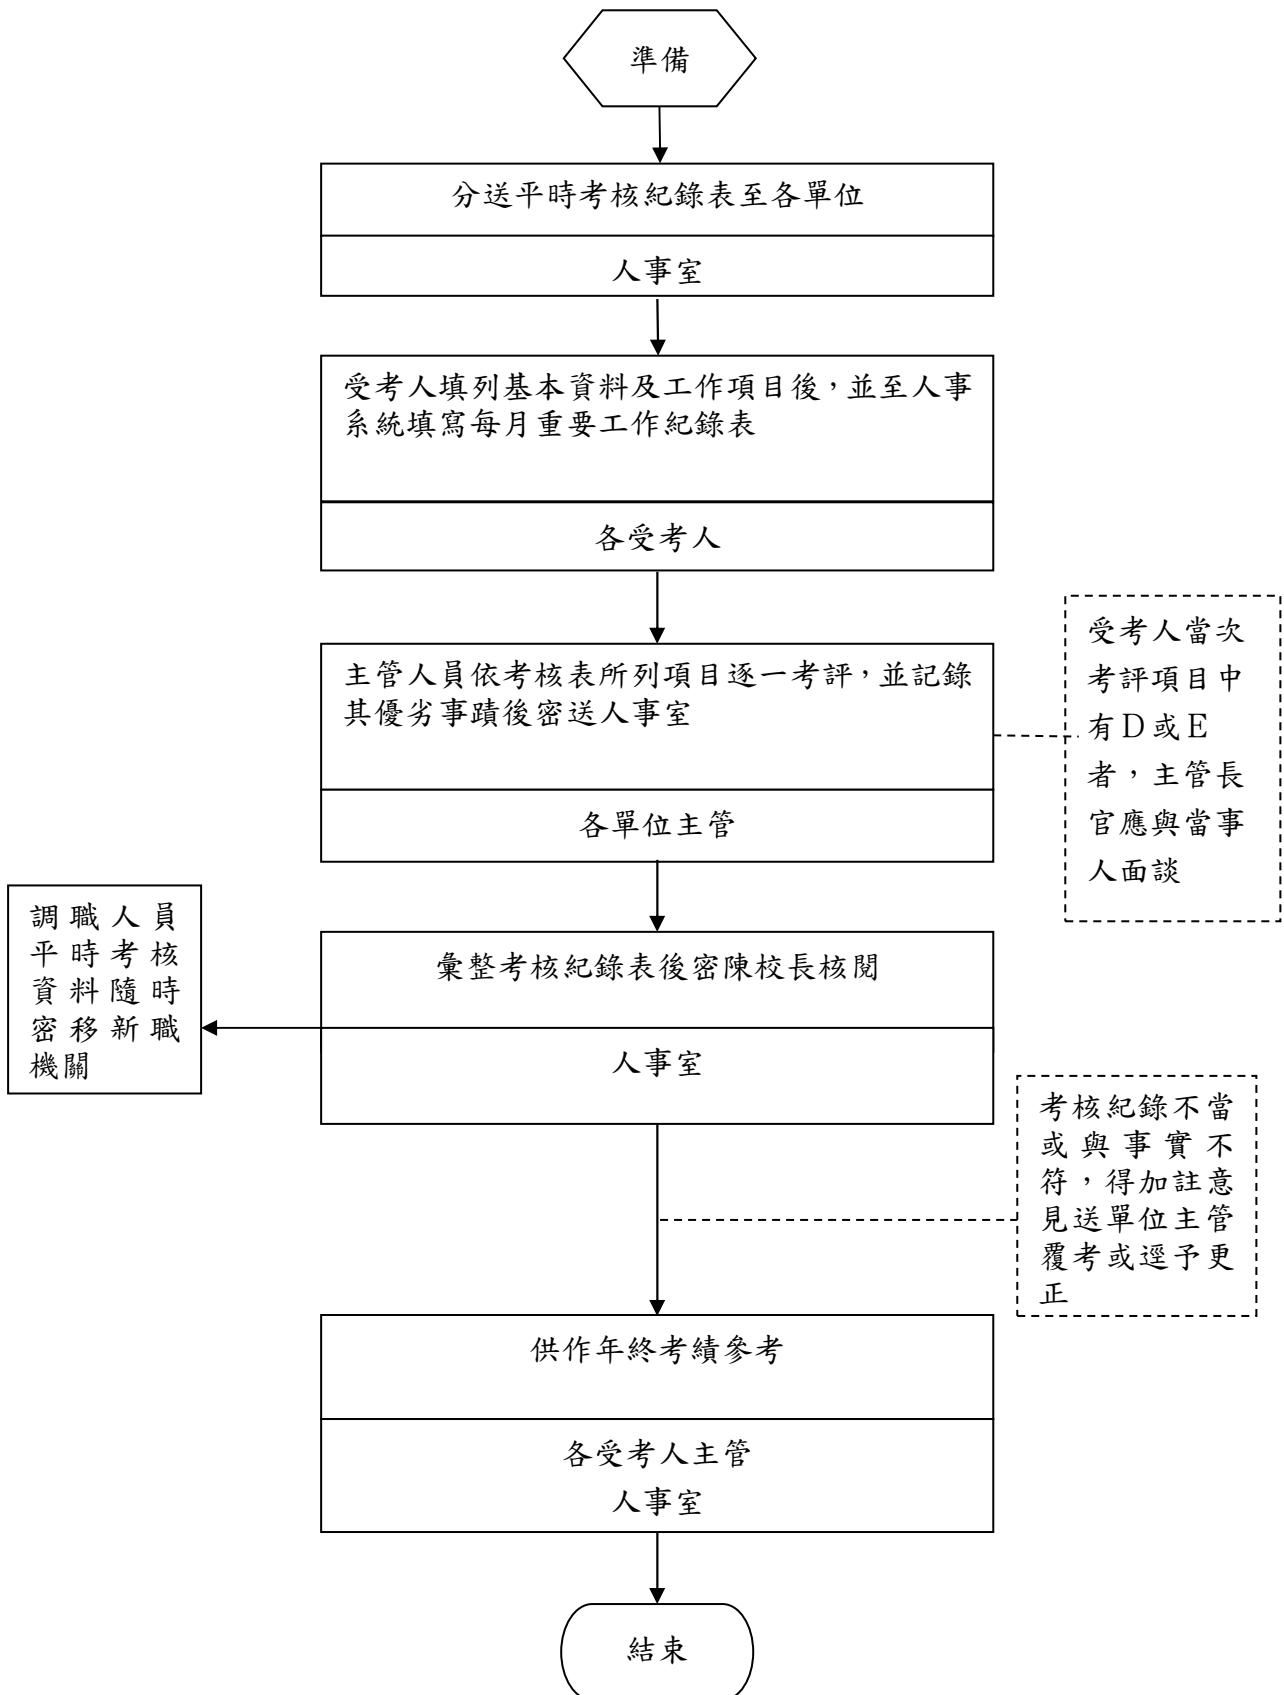 準備
分送平時考核紀錄表至各單位
人事室
受考人填列基本資料及工作項目後，並至人事
系統填寫每月重要工作紀錄表
各受考人
主管人員依考核表所列項目逐一考評，並記錄
其優劣事蹟後密送人事室
各單位主管
受考人當次
考評項目中
有D或E
者，主管長
官應與當事
人面談
彙整考核紀錄表後密陳校長核閱
人事室
調職人員
平時考核
資料隨時
密移新職
機關
考核紀錄不當
或與事實不
符，得加註意
見送單位主管
覆考或逕予更
正
供作年終考績參考
各受考人主管
人事室
結束